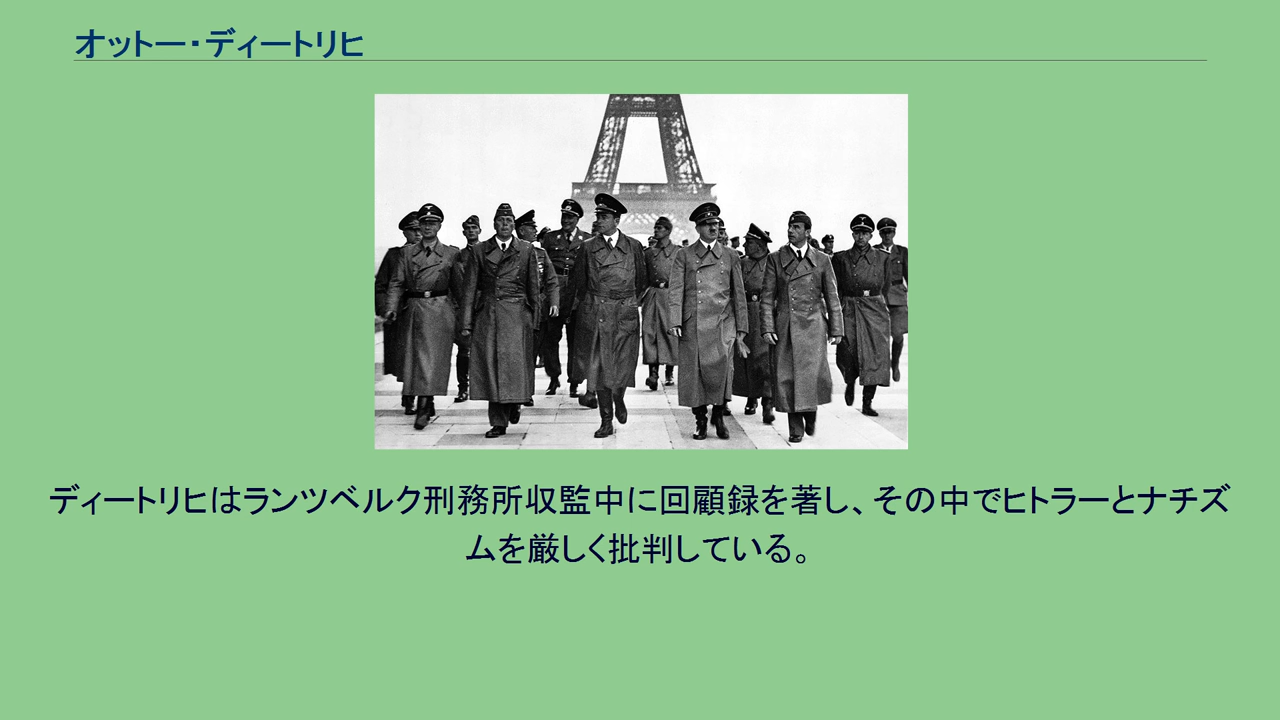 オットー・ディートリヒ
ディートリヒはランツベルク刑務所収監中に回顧録を著し、その中でヒトラーとナチズ
ムを厳しく批判している。